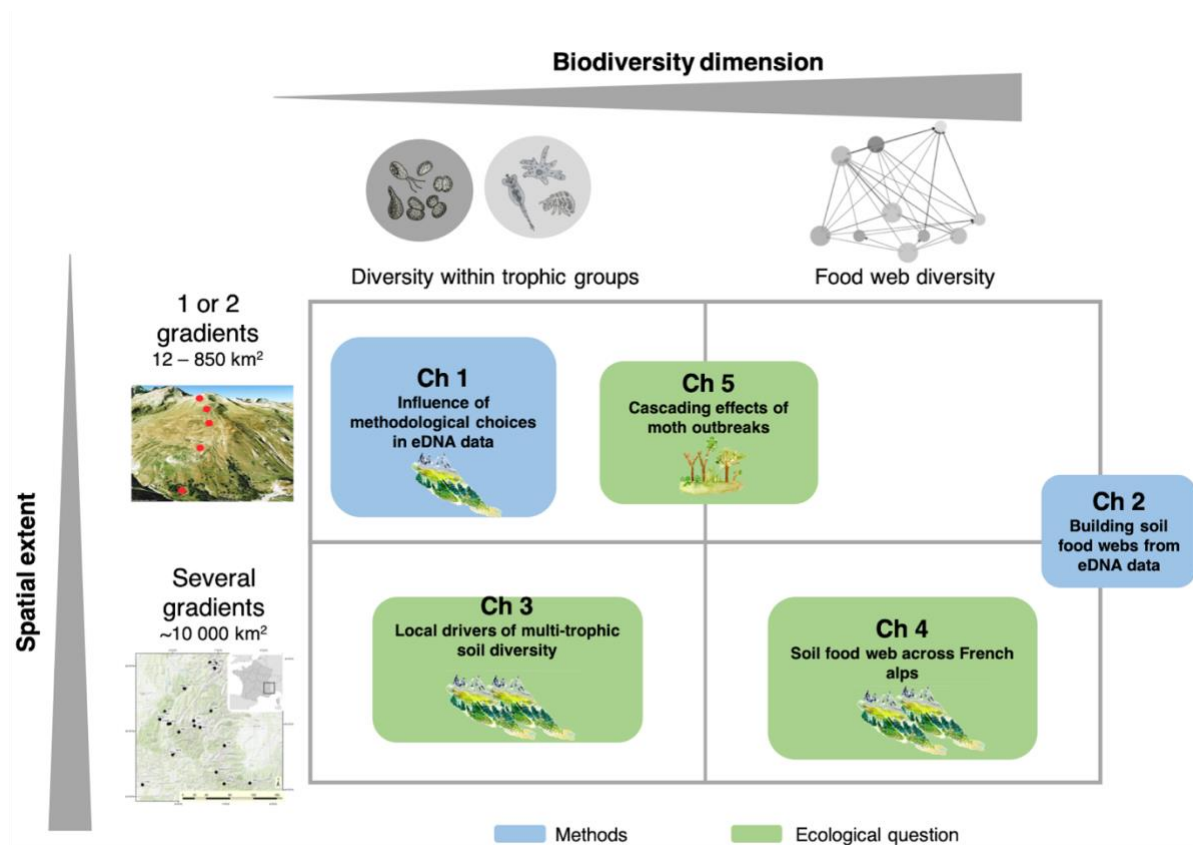 Biodiversity dimension
Diversity within trophic groups
Food web diversity
Spatial extent
1 or 2
gradients
12 – 850 km²
Ch 1
Influence of
methodological choices
in eDNA data
Ch 5
Cascading effects of
moth outbreaks
Ch 2
Building soil
food webs from
eDNA data
Several
gradients
~10 000 km²
Ch 3
Local drivers of multi-trophic
soil diversity
Ch 4
Soil food web across French
alps
Methods
Ecological question